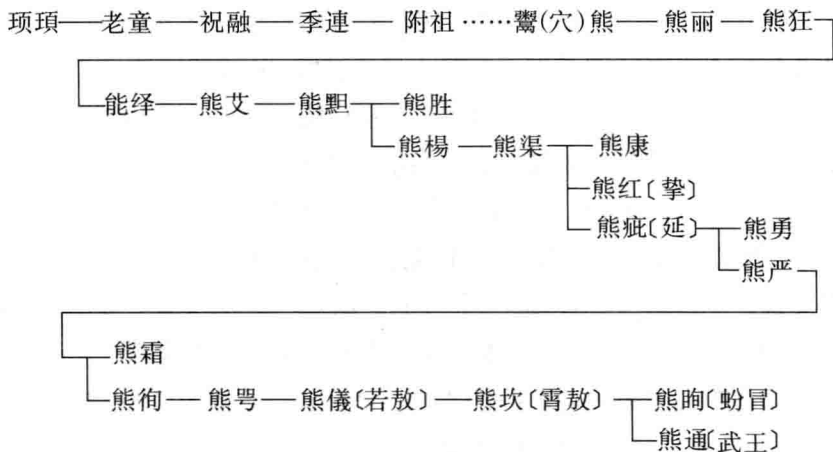 顼頊——老童——祝融——季連——附祖……鬻(穴)熊——熊丽——熊狂
能绎——熊艾——熊䵣——熊胜
熊楊——熊渠——熊康
熊红〔挚〕
熊疵〔延〕——熊勇
熊严
熊霜
熊徇——熊咢——熊儀〔若敖〕——熊坎〔霄敖〕——熊眴〔蚡冒〕
熊通〔武王〕